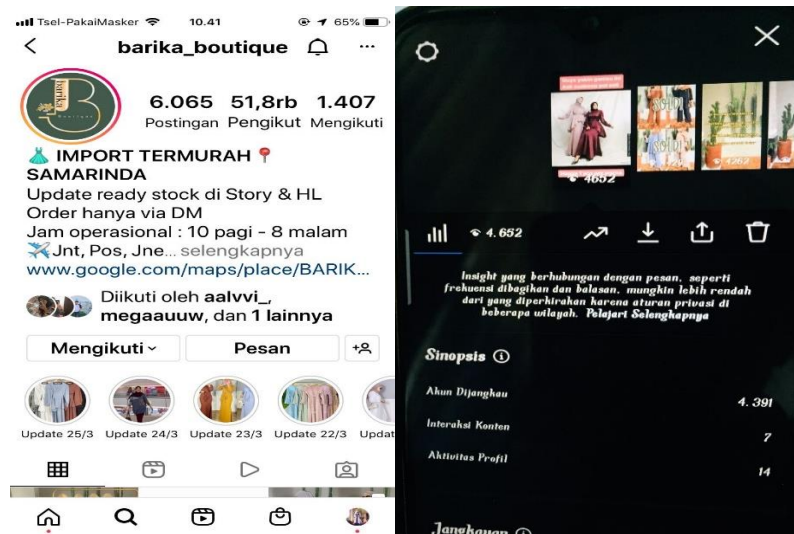 Tsel-PakaiMasker 10.41 65%
barika_boutique
barika
Boutique
6.065 51,8rb 1.407
Postingan Pengikut Mengikuti
IMPORT TERMURAH
SAMARINDA
Update ready stock di Story & HL
Order hanya via DM
Jam operasional : 10 pagi - 8 malam
Jnt, Pos, Jne... selengkapnya
www.google.com/maps/place/BARIK...
Diikuti oleh aalvvi_,
megaauuw, dan 1 lainnya
Mengikuti Pesan
Update 25/3 Update 24/3 Update 23/3 Update 22/3 Updat
4652 4262
4.652
Insight yang berhubungan dengan pesan, seperti
frekuensi dibagikan dan balasan, mungkin lebih rendah
dari yang diperkirakan karena aturan privasi di
beberapa wilayah. Pelajari Selengkapnya
Sinopsis
Akun Dijangkau 4.391
Interaksi Konten 7
Aktivitas Profil 14
Jangkauan